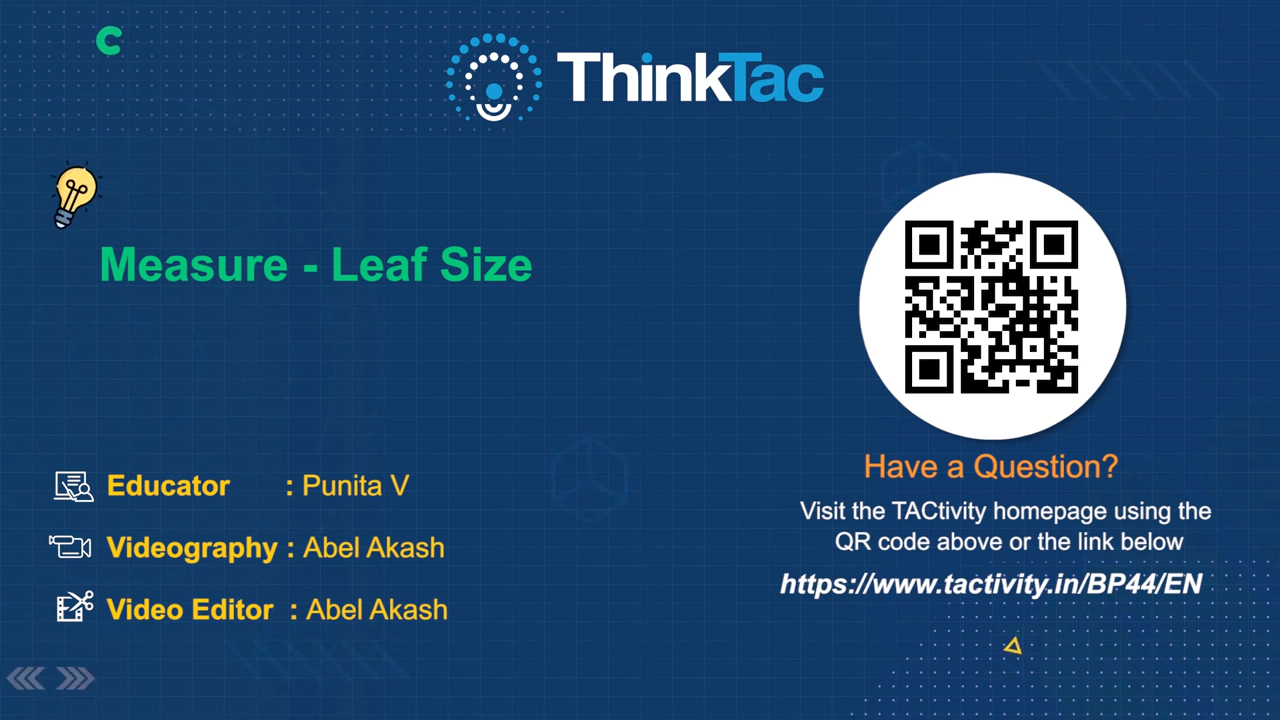 ThinkTac
Measure - Leaf Size
Educator : Punita V
Videography : Abel Akash
Video Editor : Abel Akash
Have a Question?
Visit the TACtivity homepage using the
QR code above or the link below
https://www.tactivity.in/BP44/EN